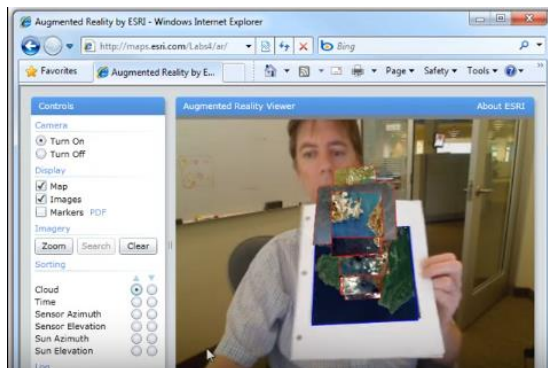 Augmented Reality by ESRI - Windows Internet Explorer
http://maps.esri.com/Labs4/ar/
Bing
Favorites
Augmented Reality by E...
Page
Safety
Tools
Controls
Augmented Reality Viewer
About ESRI
Camera
Turn On
Turn Off
Display
Map
Images
Markers PDF
Imagery
Zoom Search Clear
Sorting
Cloud
Time
Sensor Azimuth
Sensor Elevation
Sun Azimuth
Sun Elevation
Log